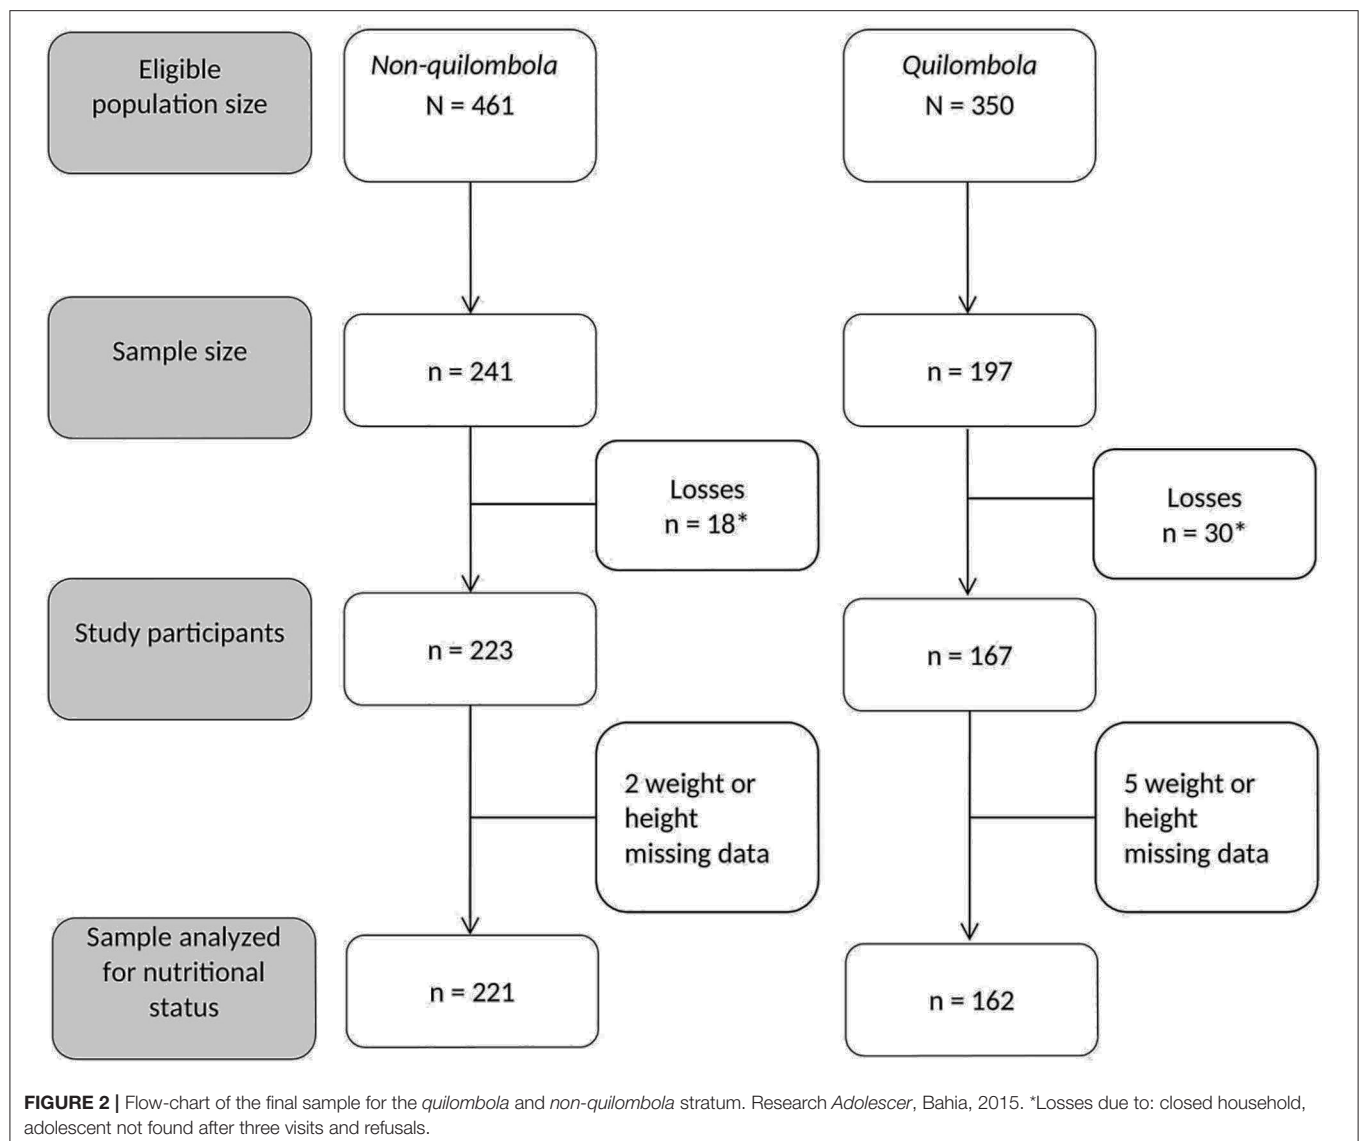 Eligible
population size
Non-quilombola
N = 461
Quilombola
N = 350
Sample size
n = 241
n = 197
Losses
n = 18*
Losses
n = 30*
Study participants
n = 223
n = 167
2 weight or
height
missing data
5 weight or
height
missing data
Sample analyzed
for nutritional
status
n = 221
n = 162
FIGURE 2 | Flow-chart of the final sample for the quilombola and non-quilombola stratum. Research Adolescer, Bahia, 2015. *Losses due to: closed household,
adolescent not found after three visits and refusals.